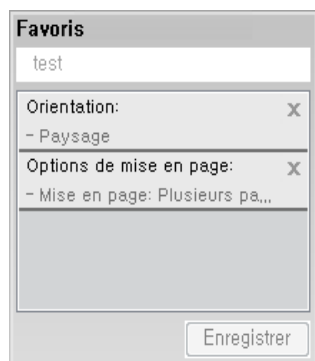 Favoris
test
Orientation: X
- Paysage
Options de mise en page: X
- Mise en page: Plusieurs pa,,,
Enregistrer